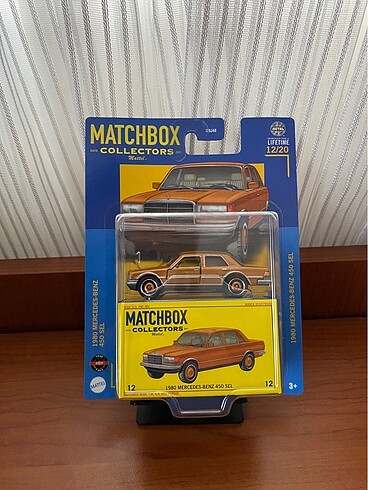 MATCHBOX
COLLECTORS
Mattel
LIFETIME
12/20
1980 MERCEDES-BENZ
450 SEL
1980 MERCEDES-BENZ 450 SEL
MATCHBOX
COLLECTORS
Mattel
12
12
1980 MERCEDES-BENZ 450 SEL
MATTEL
3+